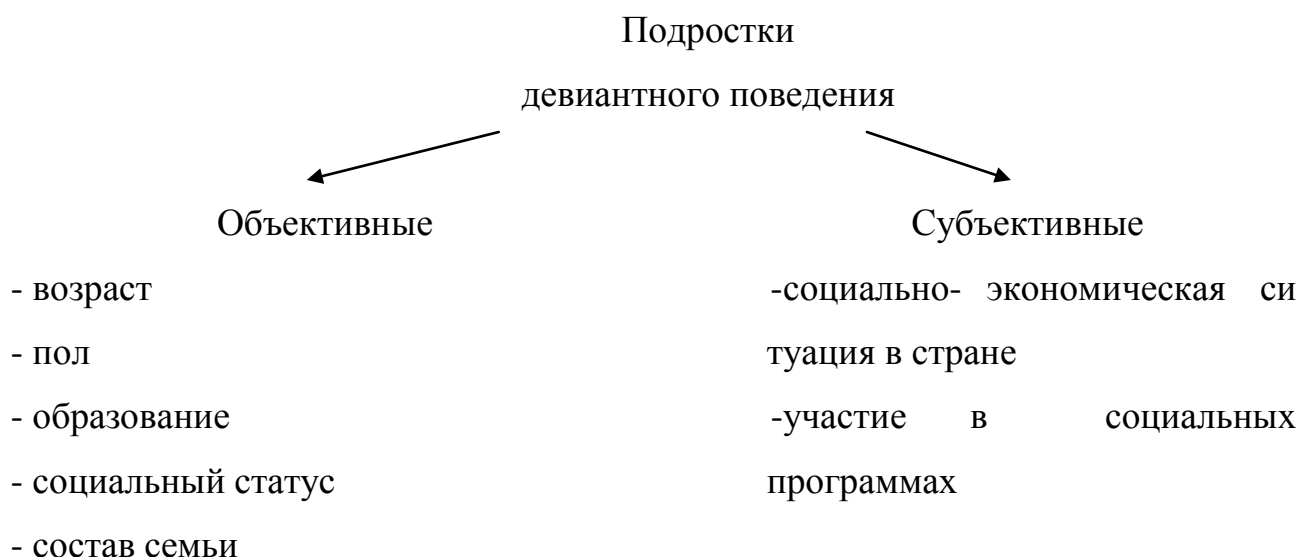 Подростки
девиантного поведения
Объективные
- возраст
- пол
- образование
- социальный статус
- состав семьи
Субъективные
-социально- экономическая си
туация в стране
-участие в социальных
программах